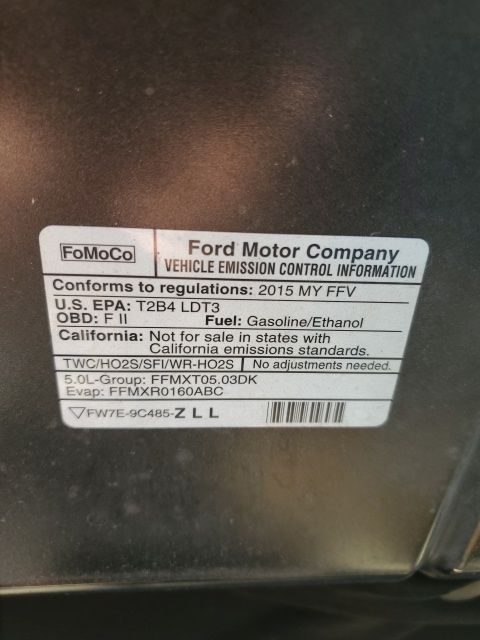 FoMoCo
Ford Motor Company
VEHICLE EMISSION CONTROL INFORMATION
Conforms to regulations: 2015 MY FFV
U.S. EPA: T2B4 LDT3
OBD: F II Fuel: Gasoline/Ethanol
California: Not for sale in states with
California emissions standards.
TWC/HO2S/SFI/WR-HO2S No adjustments needed.
5.0L-Group: FFMXT05.03DK
Evap: FFMXR0160ABC
FW7E-9C485-ZLL